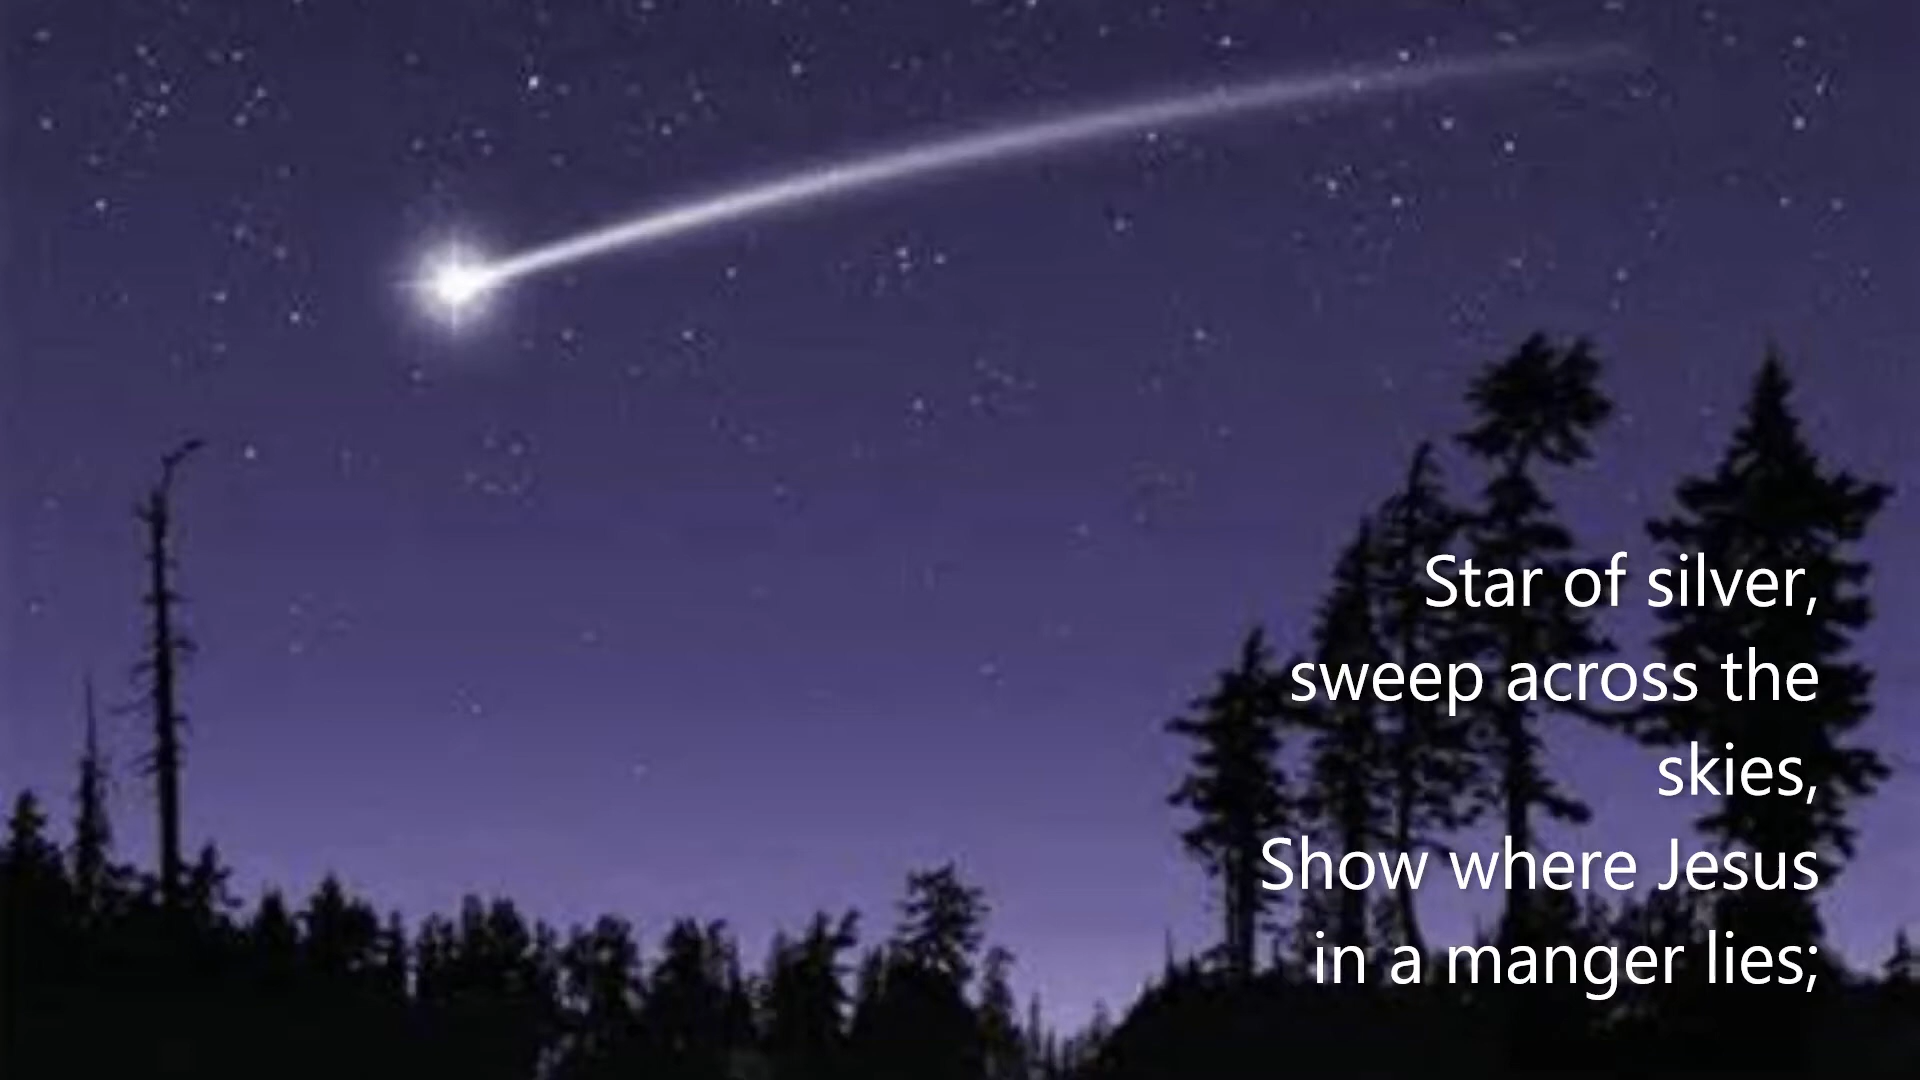 Star of silver,
sweep across the
skies,
Show where Jesus
in a manger lies;